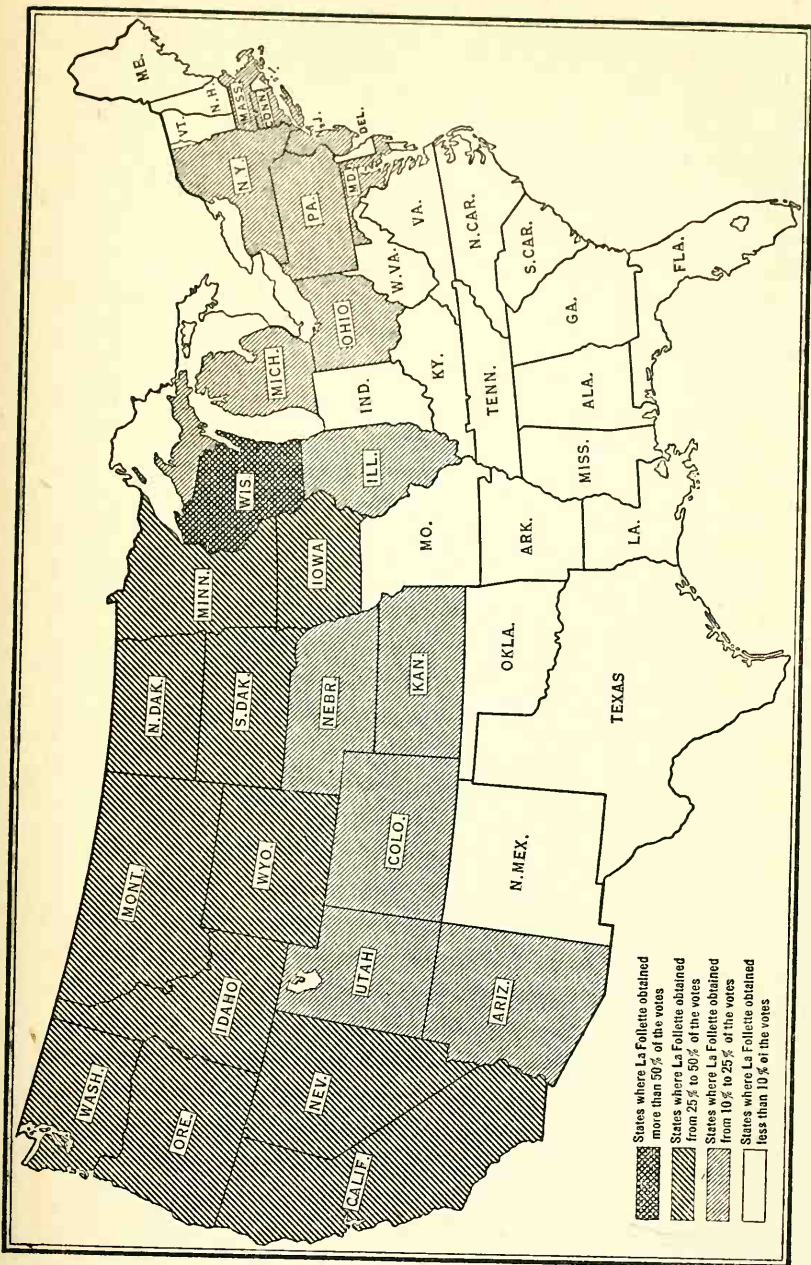 WASH.
MONT.
N.DAK.
MINN.
WIS.
MICH.
ME.
VT.
N.H.
MASS.
CONN.
N.Y.
ORE.
IDAHO
S.DAK.
WYO.
IOWA
NEBR.
ILL.
IND.
OHIO
PA.
N.J.
DEL.
MD.
NEV.
UTAH
COLO.
KAN.
MO.
KY.
W.VA.
VA.
CALIF.
ARIZ.
N.MEX.
OKLA.
ARK.
TENN.
N.CAR.
S.CAR.
TEXAS
LA.
MISS.
ALA.
GA.
FLA.
States where La Follette obtained
more than 50% of the votes
States where La Follette obtained
from 25% to 50% of the votes
States where La Follette obtained
from 10% to 25% of the votes
States where La Follette obtained
less than 10% of the votes